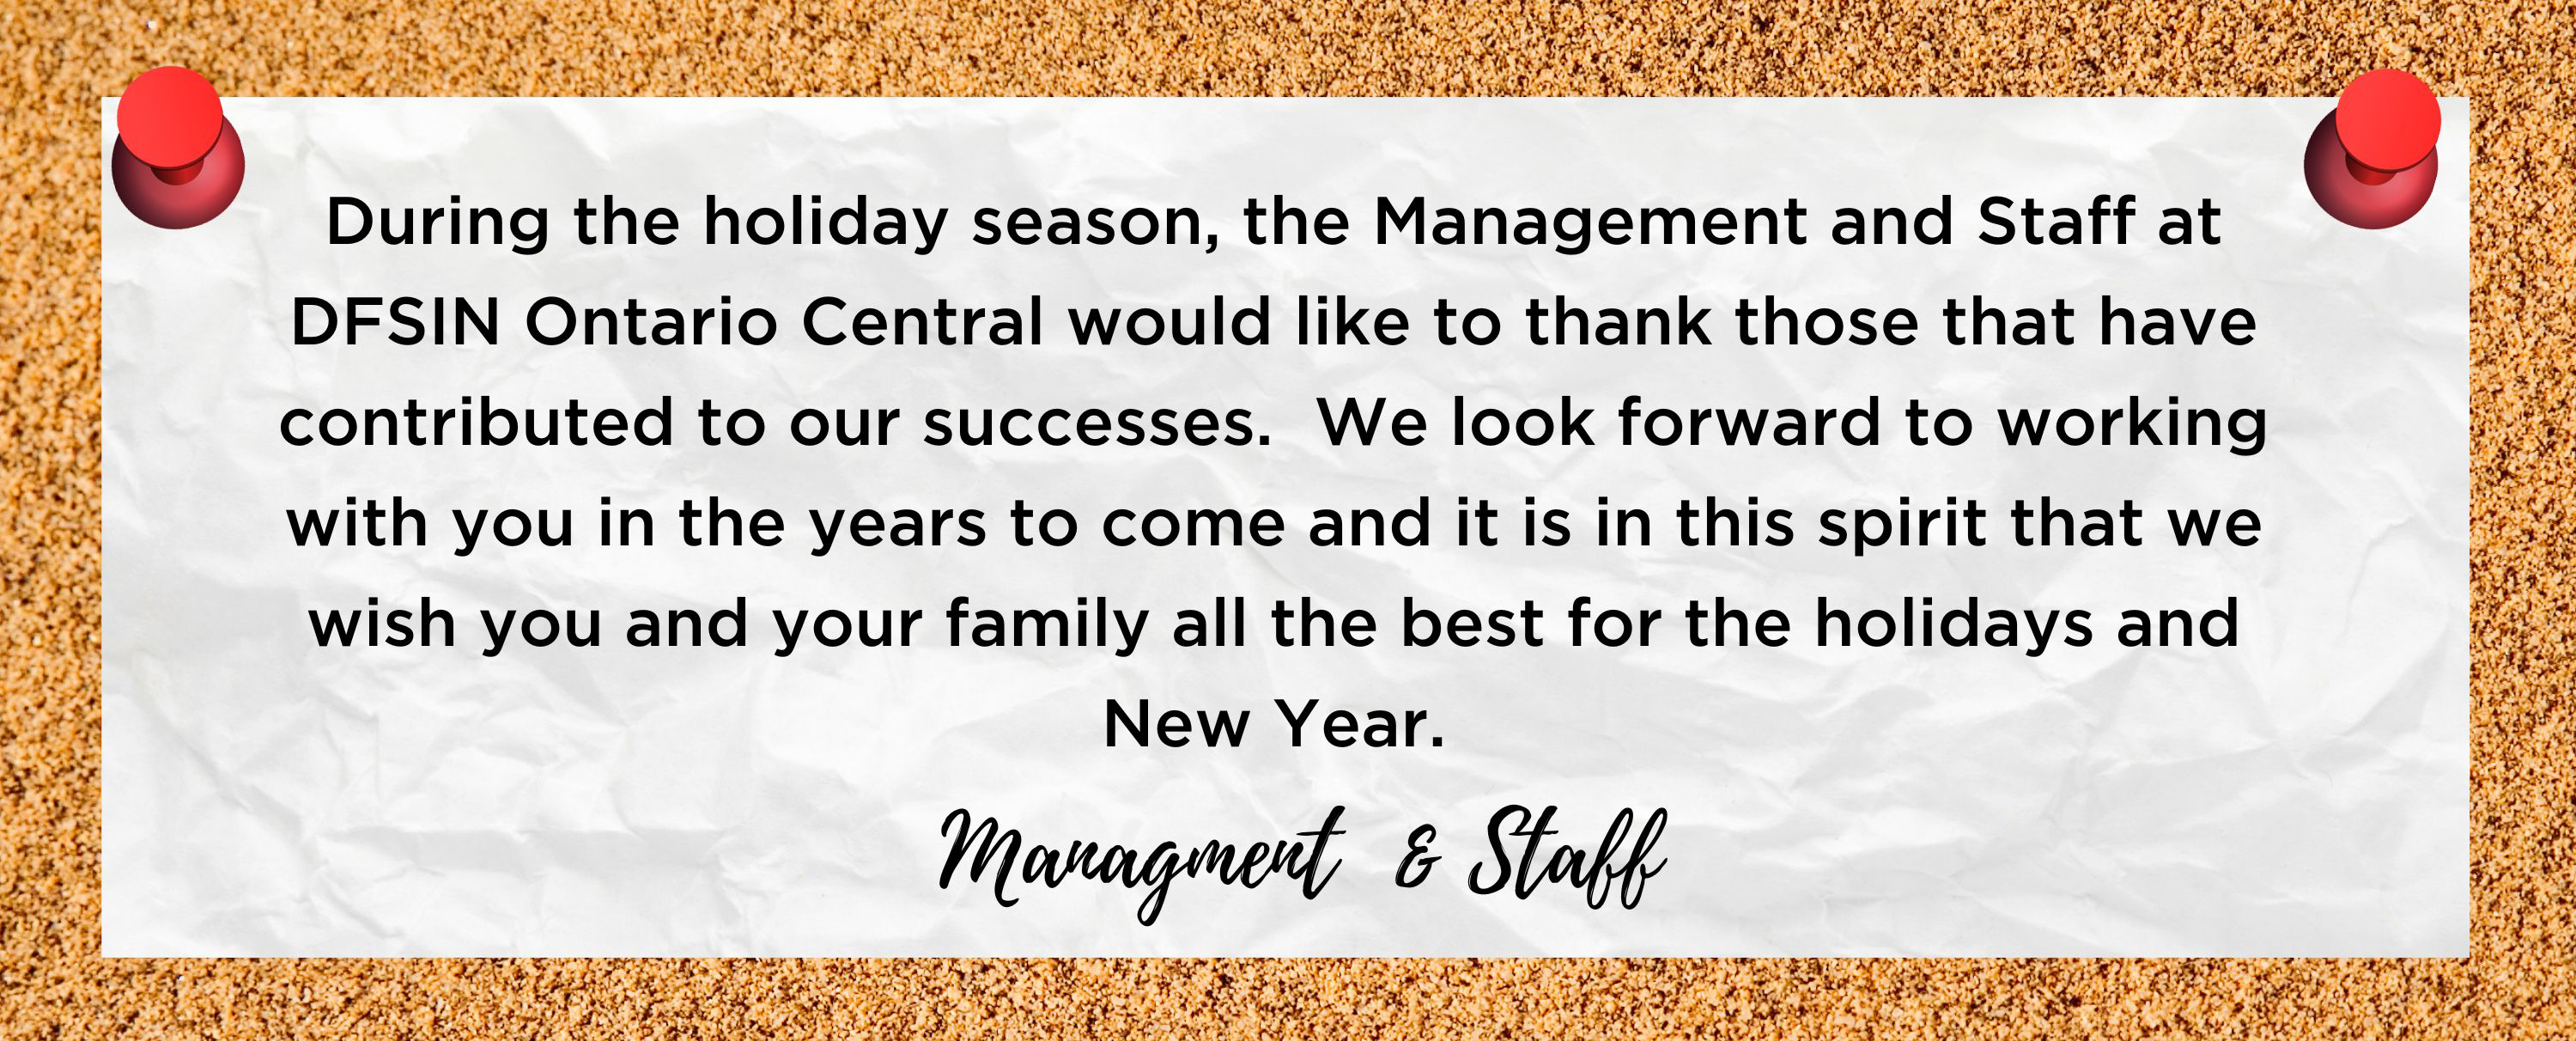 During the holiday season, the Management and Staff at
DFSIN Ontario Central would like to thank those that have
contributed to our successes.  We look forward to working
with you in the years to come and it is in this spirit that we
wish you and your family all the best for the holidays and
New Year.
Managment & Staff